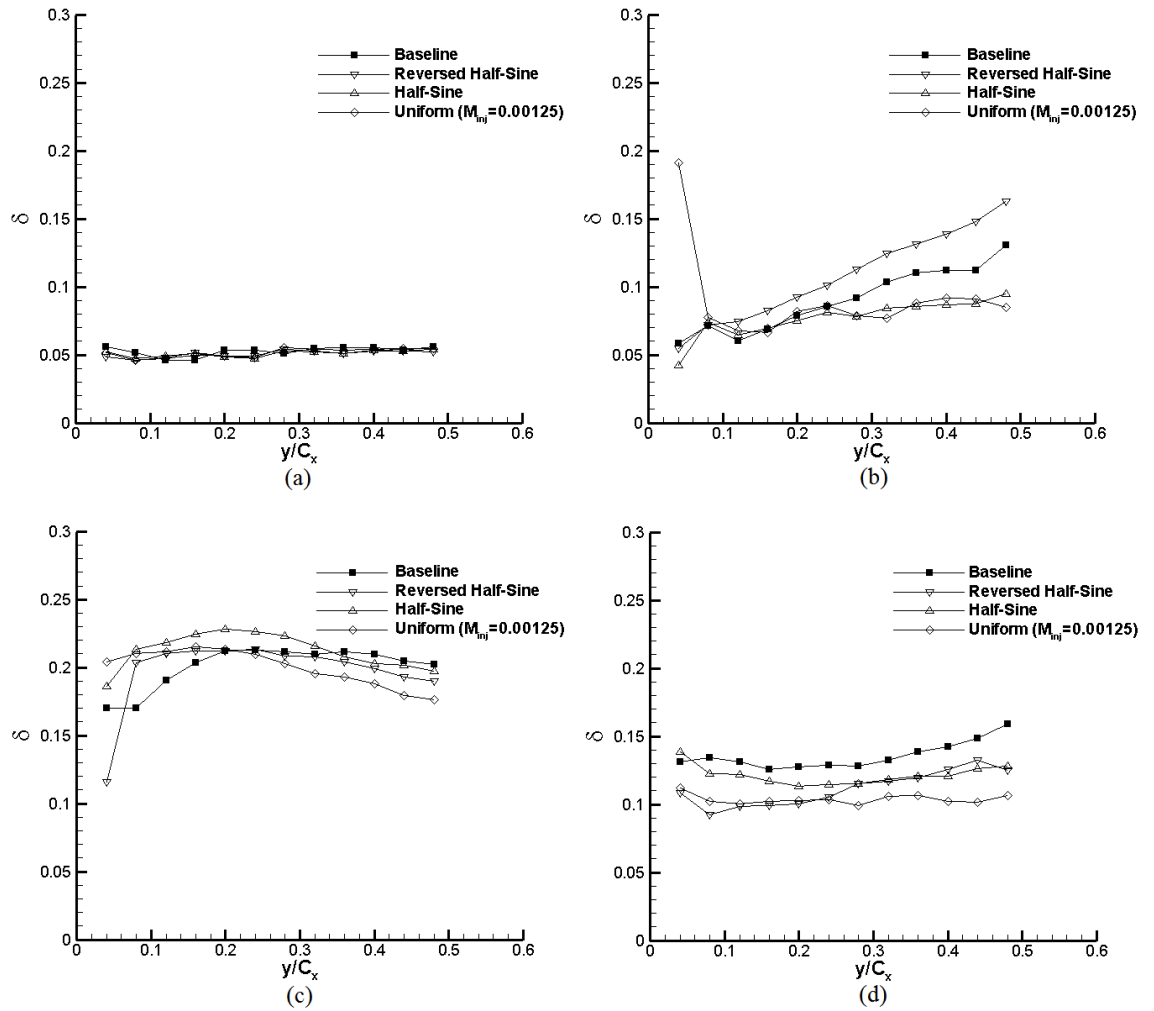 0.3
0.25
0.2
0.15
0.1
0.05
0
δ
0 0.1 0.2 0.3 0.4 0.5 0.6
y/Cx
Baseline
Reversed Half-Sine
Half-Sine
Uniform (Minj=0.00125)
(a)
0.3
0.25
0.2
0.15
0.1
0.05
0
δ
0 0.1 0.2 0.3 0.4 0.5 0.6
y/Cx
Baseline
Reversed Half-Sine
Half-Sine
Uniform (Minj=0.00125)
(b)
0.3
0.25
0.2
0.15
0.1
0.05
0
δ
0 0.1 0.2 0.3 0.4 0.5 0.6
y/Cx
Baseline
Reversed Half-Sine
Half-Sine
Uniform (Minj=0.00125)
(c)
0.3
0.25
0.2
0.15
0.1
0.05
0
δ
0 0.1 0.2 0.3 0.4 0.5 0.6
y/Cx
Baseline
Reversed Half-Sine
Half-Sine
Uniform (Minj=0.00125)
(d)